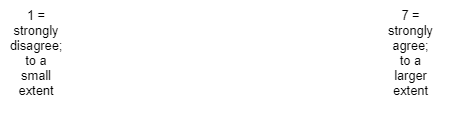 1 =
strongly
disagree;
to a
small
extent
7 =
strongly
agree;
to a
larger
extent